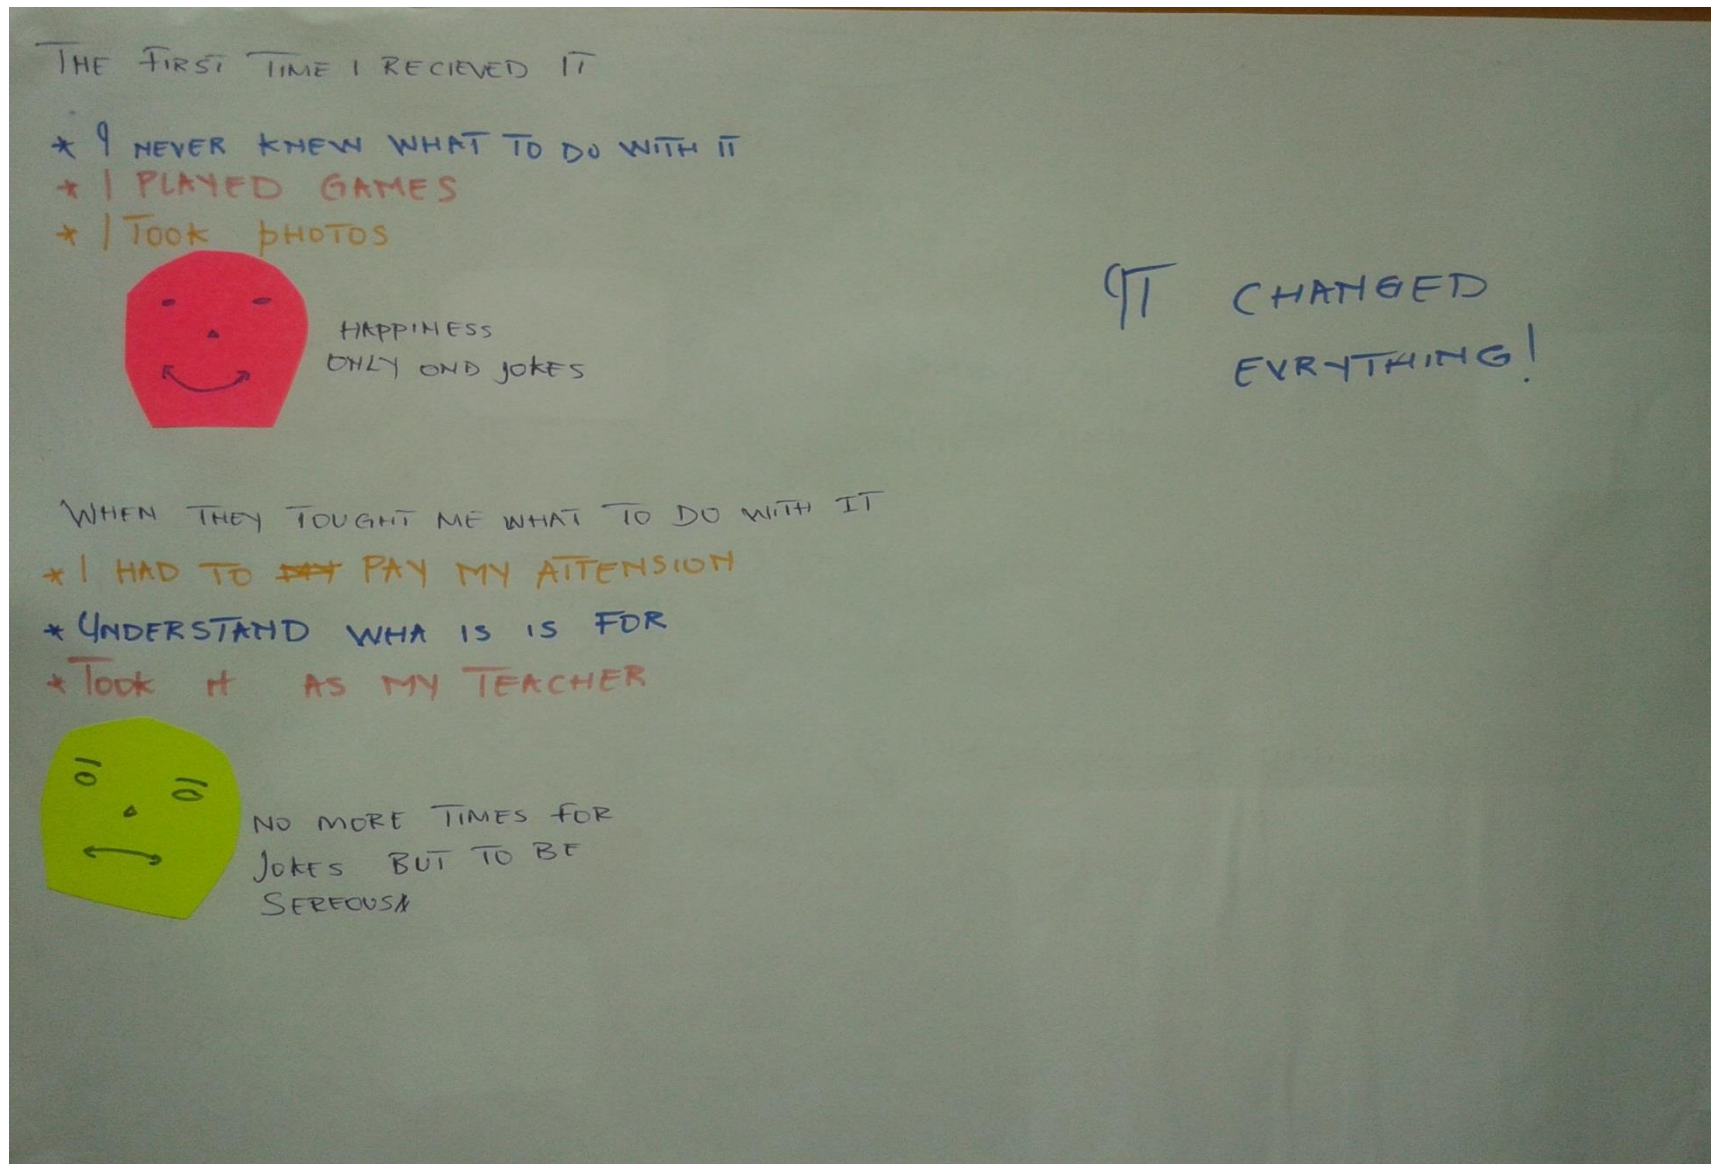 THE FIRST TIME I RECIEVED IT
* I NEVER KNEW WHAT TO DO WITH IT
* I PLAYED GAMES
* I TOOK PHOTOS
HAPPINESS
ONLY OND JOKES
IT CHANGED
EVRYTHING!
WHEN THEY TOUGHT ME WHAT TO DO WITH IT
* I HAD TO PAY MY ATTENSION
* UNDERSTAND WHA IS IS FOR
* TOOK IT AS MY TEACHER
NO MORE TIMES FOR
JOKES BUT TO BE
SEREOUS